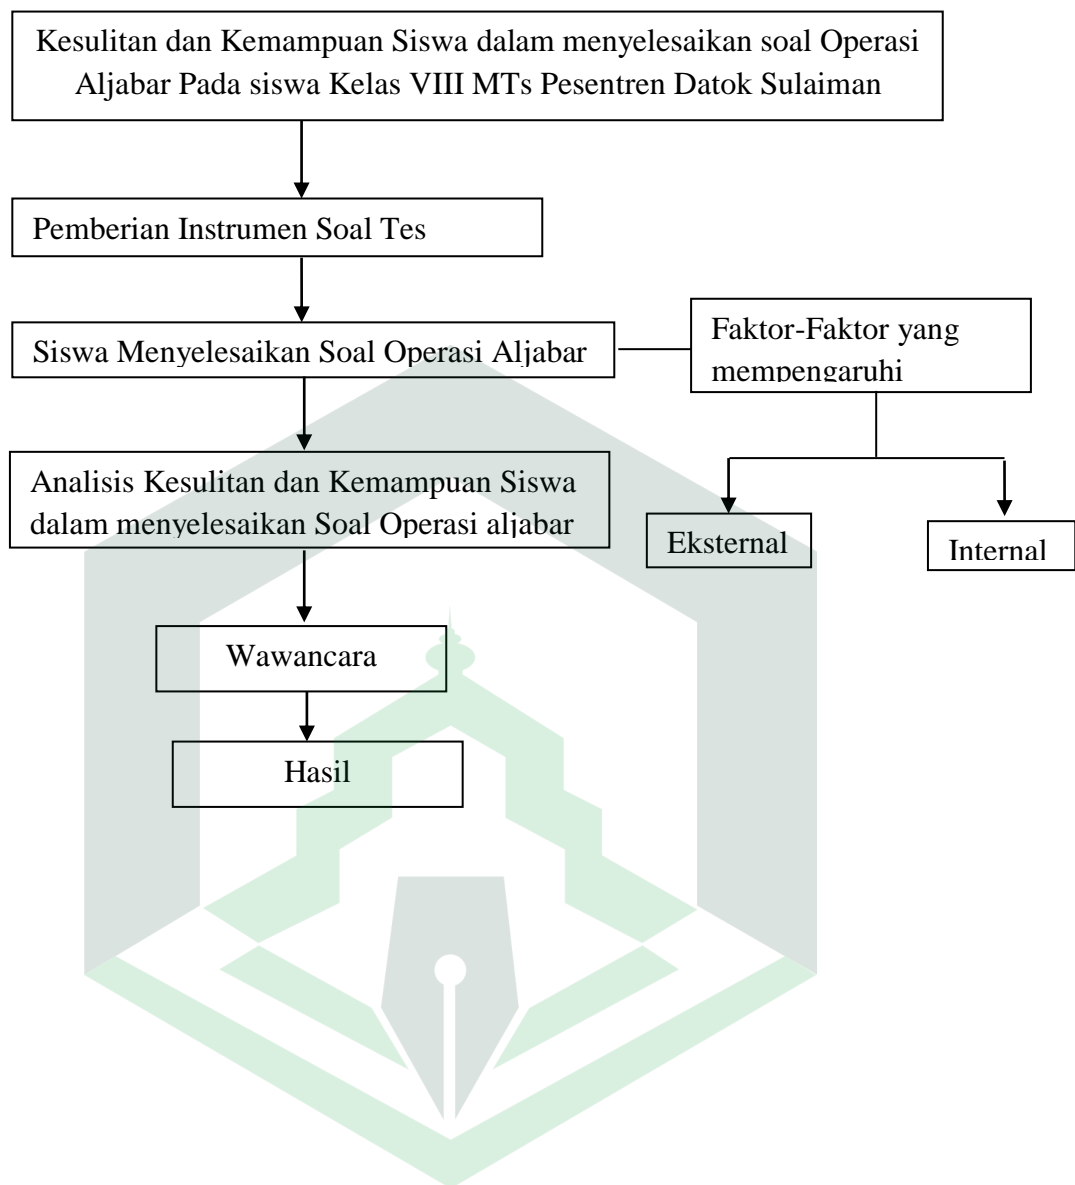 Kesulitan dan Kemampuan Siswa dalam menyelesaikan soal Operasi
Aljabar Pada siswa Kelas VIII MTs Pesentren Datok Sulaiman
Pemberian Instrumen Soal Tes
Siswa Menyelesaikan Soal Operasi Aljabar
Faktor-Faktor yang
mempengaruhi
Analisis Kesulitan dan Kemampuan Siswa
dalam menyelesaikan Soal Operasi aljabar
Eksternal
Internal
Wawancara
Hasil